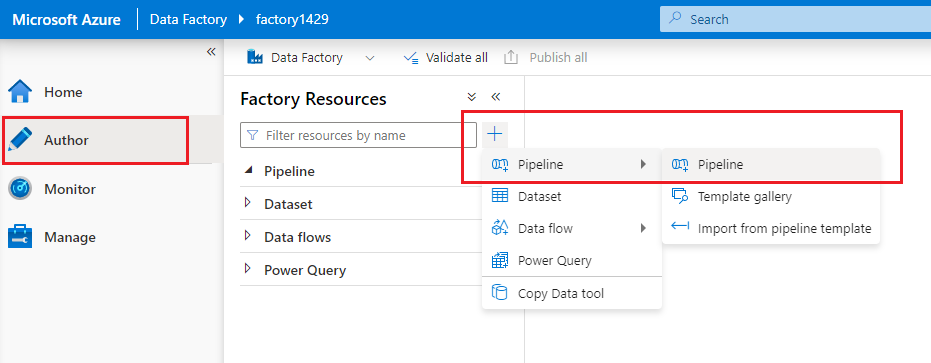 Microsoft Azure Data Factory factory1429 Search
Data Factory Validate all Publish all
Home
Author
Monitor
Manage
Factory Resources
Filter resources by name
Pipeline
Dataset
Data flows
Power Query
Pipeline
Dataset
Data flow
Power Query
Copy Data tool
Pipeline
Template gallery
Import from pipeline template